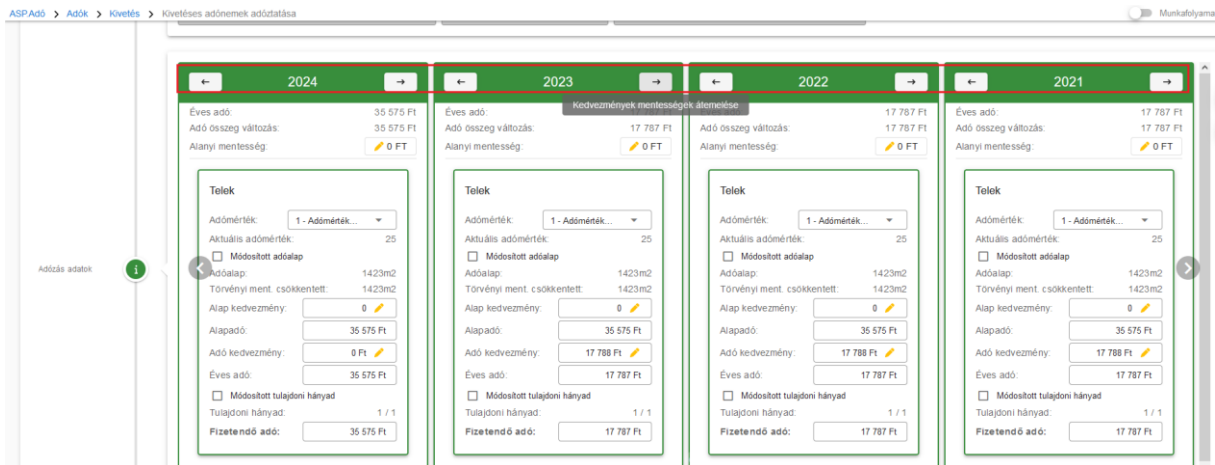 ASP.Adó > Adók > Kivetés > Kivetéses adónemek adóztatása
Munkafolyama
← 2024 →
Éves adó: 35 575 Ft
Adó összeg változás: 35 575 Ft
Alanyi mentesség: 0 FT
Telek
Adómérték: 1 - Adómérték...
Aktuális adómérték: 25
Módosított adóalap
Adóalap: 1423m2
Törvényi ment. csökkentett: 1423m2
Alap kedvezmény: 0
Alapadó: 35 575 Ft
Adó kedvezmény: 0 Ft
Éves adó: 35 575 Ft
Módosított tulajdoni hányad
Tulajdoni hányad: 1 / 1
Fizetendő adó: 35 575 Ft
← 2023 →
Kedvezmények mentességek átemelése
Éves adó: 17 787 Ft
Adó összeg változás: 17 787 Ft
Alanyi mentesség: 0 FT
Telek
Adómérték: 1 - Adómérték...
Aktuális adómérték: 25
Módosított adóalap
Adóalap: 1423m2
Törvényi ment. csökkentett: 1423m2
Alap kedvezmény: 0
Alapadó: 35 575 Ft
Adó kedvezmény: 17 788 Ft
Éves adó: 17 787 Ft
Módosított tulajdoni hányad
Tulajdoni hányad: 1 / 1
Fizetendő adó: 17 787 Ft
← 2022 →
Éves adó: 17 787 Ft
Adó összeg változás: 17 787 Ft
Alanyi mentesség: 0 FT
Telek
Adómérték: 1 - Adómérték...
Aktuális adómérték: 25
Módosított adóalap
Adóalap: 1423m2
Törvényi ment. csökkentett: 1423m2
Alap kedvezmény: 0
Alapadó: 35 575 Ft
Adó kedvezmény: 17 788 Ft
Éves adó: 17 787 Ft
Módosított tulajdoni hányad
Tulajdoni hányad: 1 / 1
Fizetendő adó: 17 787 Ft
← 2021 →
Éves adó: 17 787 Ft
Adó összeg változás: 17 787 Ft
Alanyi mentesség: 0 FT
Telek
Adómérték: 1 - Adómérték...
Aktuális adómérték: 25
Módosított adóalap
Adóalap: 1423m2
Törvényi ment. csökkentett: 1423m2
Alap kedvezmény: 0
Alapadó: 35 575 Ft
Adó kedvezmény: 17 788 Ft
Éves adó: 17 787 Ft
Módosított tulajdoni hányad
Tulajdoni hányad: 1 / 1
Fizetendő adó: 17 787 Ft
Adózás adatok